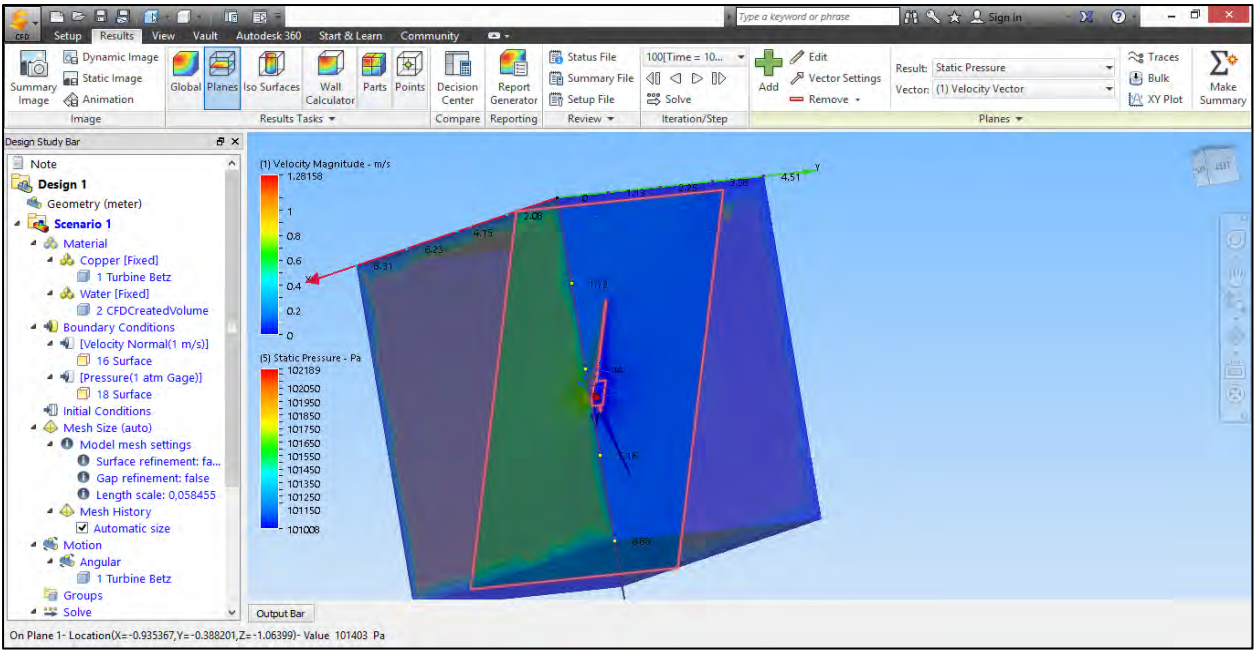 Type a keyword or phrase
Sign in
CFD
Setup Results View Vault Autodesk 360 Start & Learn Community
Summary Image
Dynamic Image
Static Image
Animation
Image
Global
Planes
Iso Surfaces
Wall Calculator
Parts
Points
Results Tasks
Decision Center
Compare
Report Generator
Reporting
Status File
Summary File
Setup File
Review
100[Time = 10...
Solve
Iteration/Step
Add
Edit
Vector Settings
Remove
Result: Static Pressure
Vector: (1) Velocity Vector
Planes
Traces
Bulk
XY Plot
Make Summary
Design Study Bar
Note
Design 1
Geometry (meter)
Scenario 1
Material
Copper [Fixed]
1 Turbine Betz
Water [Fixed]
2 CFDCreatedVolume
Boundary Conditions
[Velocity Normal(1 m/s)]
16 Surface
[Pressure(1 atm Gage)]
18 Surface
Initial Conditions
Mesh Size (auto)
Model mesh settings
Surface refinement: fa...
Gap refinement: false
Length scale: 0,058455
Mesh History
Automatic size
Motion
Angular
1 Turbine Betz
Groups
Solve
(1) Velocity Magnitude - m/s
1.28158
1
0.8
0.6
0.4
0.2
0
(5) Static Pressure - Pa
102189
102050
101950
101850
101750
101650
101550
101450
101350
101250
101150
101008
Y
4.51
3.38
2.25
1.13
0
2.08
4.15
6.23
8.31
X
5.16
6.88
LEFT
Output Bar
On Plane 1- Location(X=-0.935367,Y=-0.388201,Z=-1.06399)- Value 101403 Pa